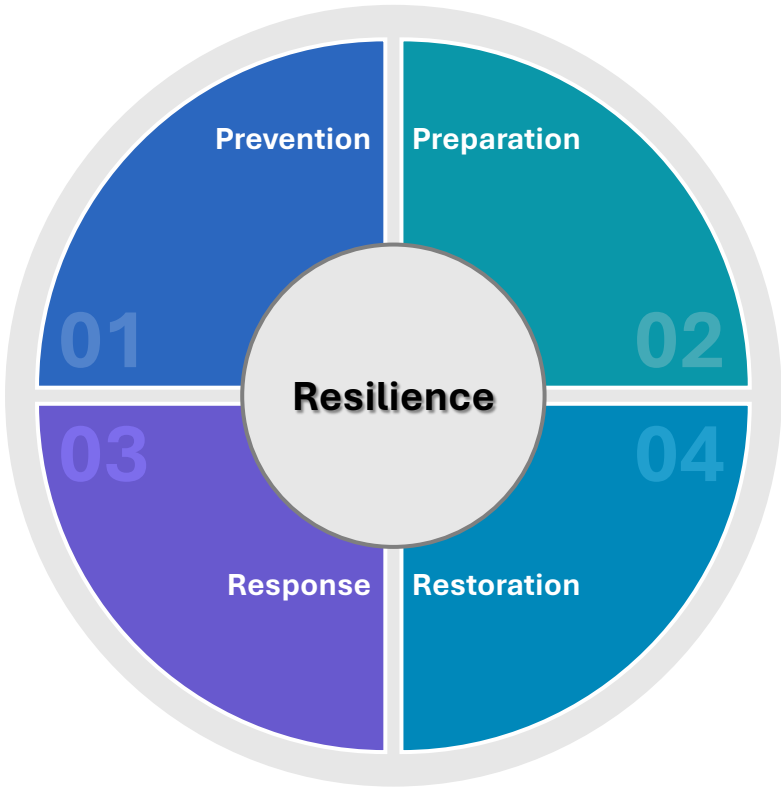 Prevention
Preparation
01
02
Resilience
03
04
Response
Restoration